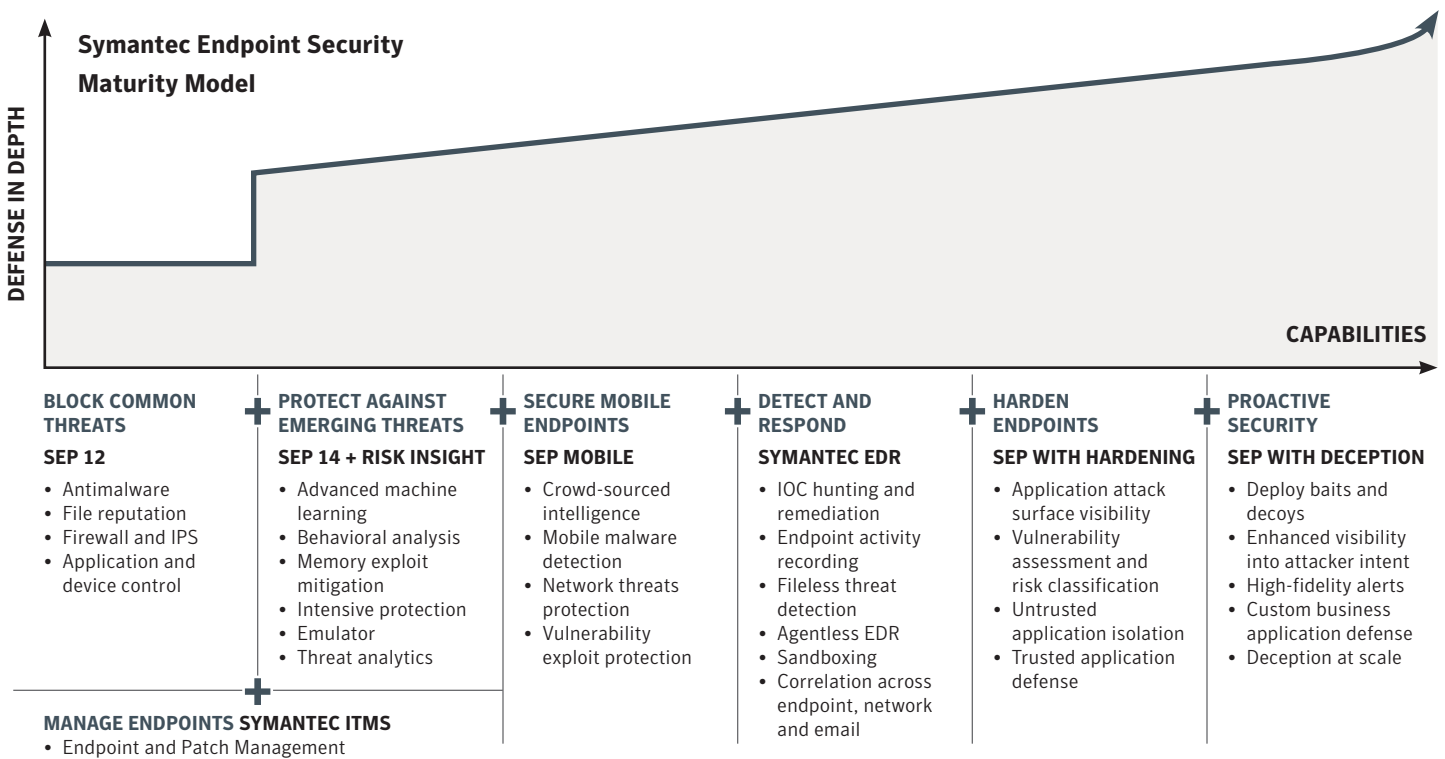 Symantec Endpoint Security
Maturity Model
DEFENSE IN DEPTH
CAPABILITIES
BLOCK COMMON
THREATS
SEP 12
• Antimalware
• File reputation
• Firewall and IPS
• Application and
device control
+
PROTECT AGAINST
EMERGING THREATS
SEP 14 + RISK INSIGHT
• Advanced machine
learning
• Behavioral analysis
• Memory exploit
mitigation
• Intensive protection
• Emulator
• Threat analytics
+
MANAGE ENDPOINTS SYMANTEC ITMS
• Endpoint and Patch Management
+
SECURE MOBILE
ENDPOINTS
SEP MOBILE
• Crowd-sourced
intelligence
• Mobile malware
detection
• Network threats
protection
• Vulnerability
exploit protection
+
DETECT AND
RESPOND
SYMANTEC EDR
• IOC hunting and
remediation
• Endpoint activity
recording
• Fileless threat
detection
• Agentless EDR
• Sandboxing
• Correlation across
endpoint, network
and email
+
HARDEN
ENDPOINTS
SEP WITH HARDENING
• Application attack
surface visibility
• Vulnerability
assessment and
risk classification
• Untrusted
application isolation
• Trusted application
defense
+
PROACTIVE
SECURITY
SEP WITH DECEPTION
• Deploy baits and
decoys
• Enhanced visibility
into attacker intent
• High-fidelity alerts
• Custom business
application defense
• Deception at scale